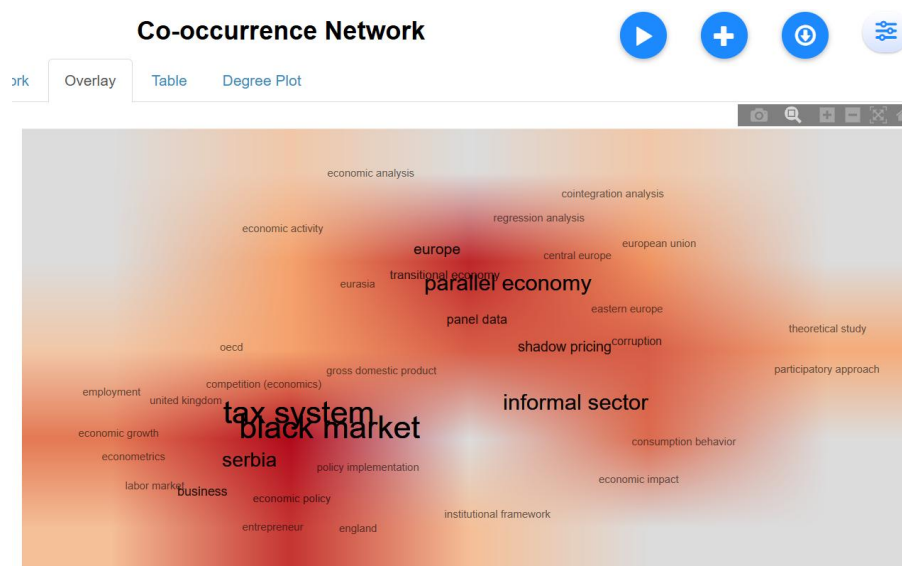 Co-occurrence Network
ork
Overlay
Table
Degree Plot
economic analysis
cointegration analysis
regression analysis
economic activity
european union
europe
central europe
transitional economy
parallel economy
eurasia
eastern europe
panel data
theoretical study
shadow pricing
corruption
oecd
gross domestic product
participatory approach
competition (economics)
employment
united kingdom
informal sector
tax system
black market
economic growth
consumption behavior
econometrics
serbia
policy implementation
economic impact
labor market
business
economic policy
institutional framework
entrepreneur
england